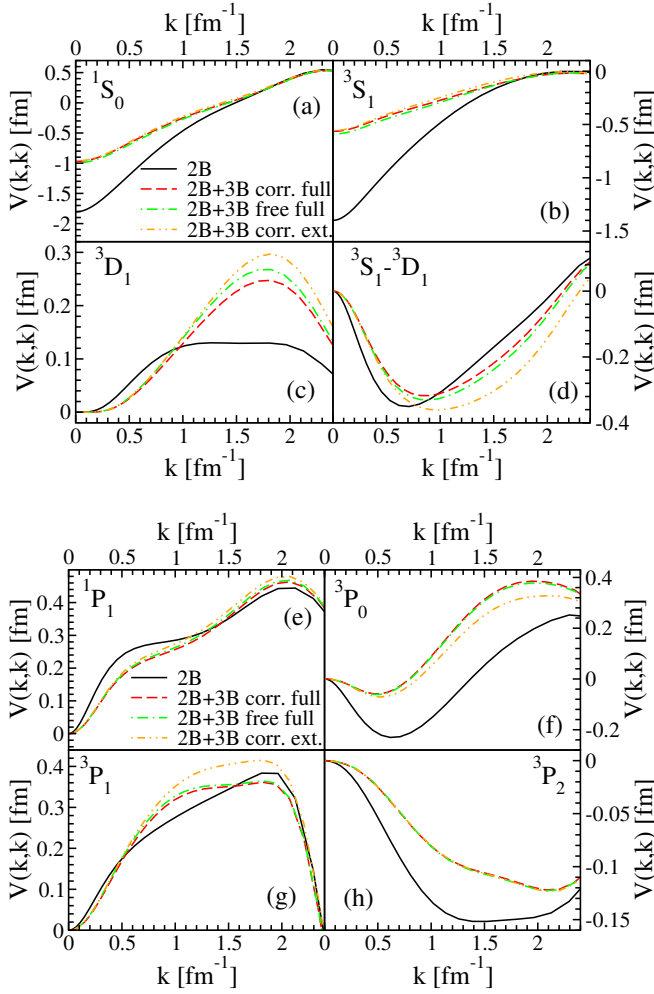 k [fm-1] k [fm-1]
0 0.5 1 1.5 2 0 0.5 1 1.5 2
0.5
0
-0.5
-1
-1.5
-2
V(k,k) [fm]
1S0
(a)
2B
2B+3B corr. full
2B+3B free full
2B+3B corr. ext.
3S1
(b)
0
-0.5
-1
-1.5
V(k,k) [fm]
0.3
0.2
0.1
0
V(k,k) [fm]
3D1
(c)
3S1-3D1
(d)
0
-0.2
-0.4
V(k,k) [fm]
0 0.5 1 1.5 2 0 0.5 1 1.5 2
k [fm-1] k [fm-1]
k [fm-1] k [fm-1]
0 0.5 1 1.5 2 0 0.5 1 1.5 2
0.4
0.3
0.2
0.1
0
V(k,k) [fm]
1P1
(e)
2B
2B+3B corr. full
2B+3B free full
2B+3B corr. ext.
3P0
(f)
0.4
0.2
0
-0.2
V(k,k) [fm]
0.4
0.3
0.2
0.1
0
V(k,k) [fm]
3P1
(g)
3P2
(h)
0
-0.05
-0.1
-0.15
V(k,k) [fm]
0 0.5 1 1.5 2 0 0.5 1 1.5 2
k [fm-1] k [fm-1]